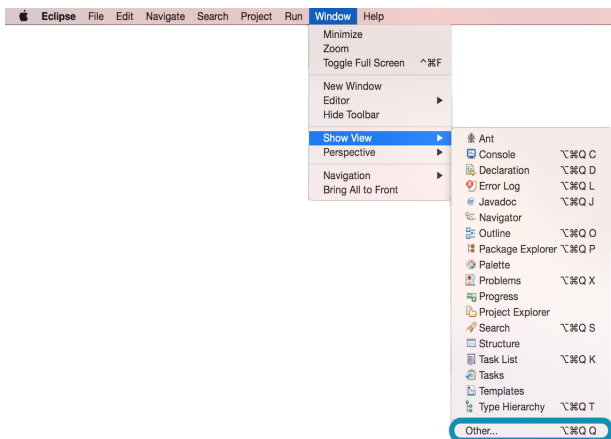 Eclipse File Edit Navigate Search Project Run Window Help
Minimize
Zoom
Toggle Full Screen ^⌘F
New Window
Editor
Hide Toolbar
Show View
Perspective
Navigation
Bring All to Front
Ant
Console ⌥⌘Q C
Declaration ⌥⌘Q D
Error Log ⌥⌘Q L
Javadoc ⌥⌘Q J
Navigator
Outline ⌥⌘Q O
Package Explorer ⌥⌘Q P
Palette
Problems ⌥⌘Q X
Progress
Project Explorer
Search ⌥⌘Q S
Structure
Task List ⌥⌘Q K
Tasks
Templates
Type Hierarchy ⌥⌘Q T
Other... ⌥⌘Q Q